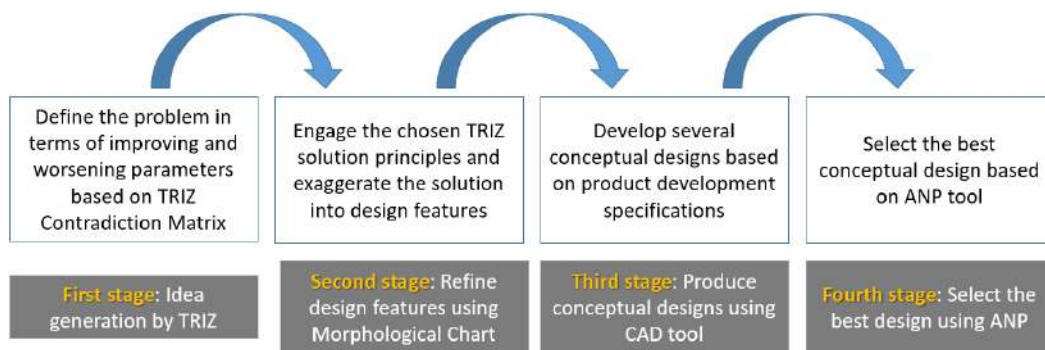 Define the problem in
terms of improving and
worsening parameters
based on TRIZ
Contradiction Matrix
Engage the chosen TRIZ
solution principles and
exaggerate the solution
into design features
Develop several
conceptual designs based
on product development
specifications
Select the best
conceptual design based
on ANP tool
First stage: Idea
generation by TRIZ
Second stage: Refine
design features using
Morphological Chart
Third stage: Produce
conceptual designs using
CAD tool
Fourth stage: Select the
best design using ANP